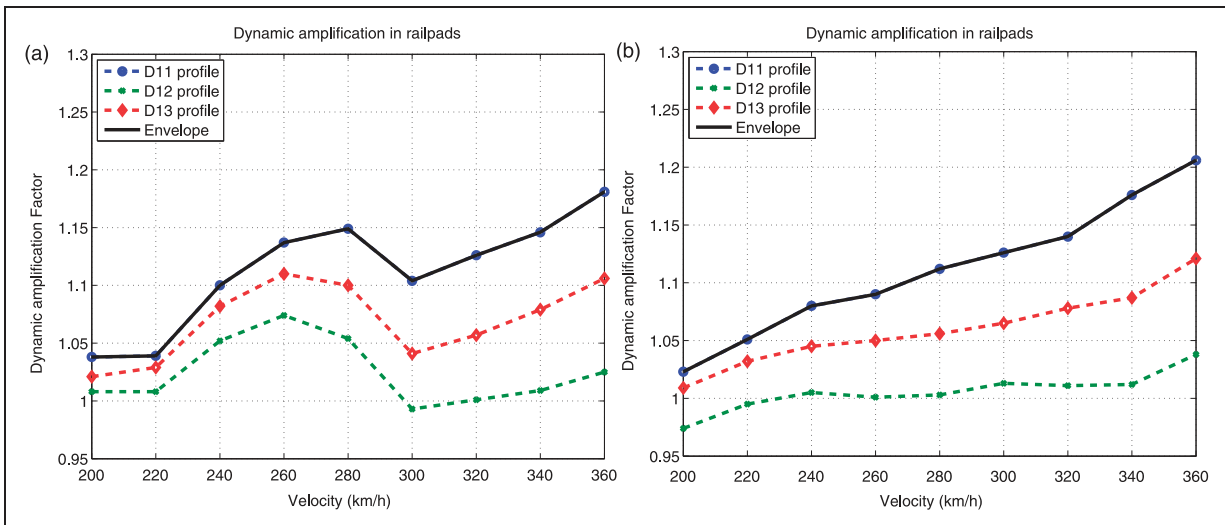 (a)
Dynamic amplification in railpads
D11 profile
D12 profile
D13 profile
Envelope
Dynamic amplification Factor
1.3
1.25
1.2
1.15
1.1
1.05
1
0.95
200 220 240 260 280 300 320 340 360
Velocity (km/h)
(b)
Dynamic amplification in railpads
D11 profile
D12 profile
D13 profile
Envelope
Dynamic amplification Factor
1.3
1.25
1.2
1.15
1.1
1.05
1
0.95
200 220 240 260 280 300 320 340 360
Velocity (km/h)